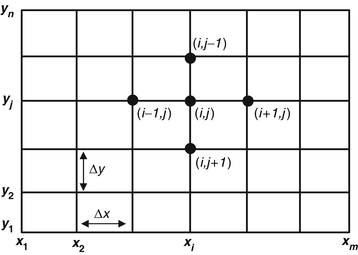 yn
(i,j−1)
yj
(i−1,j)
(i,j)
(i+1,j)
(i,j+1)
Δy
y2
Δx
y1
x1
x2
xi
xm